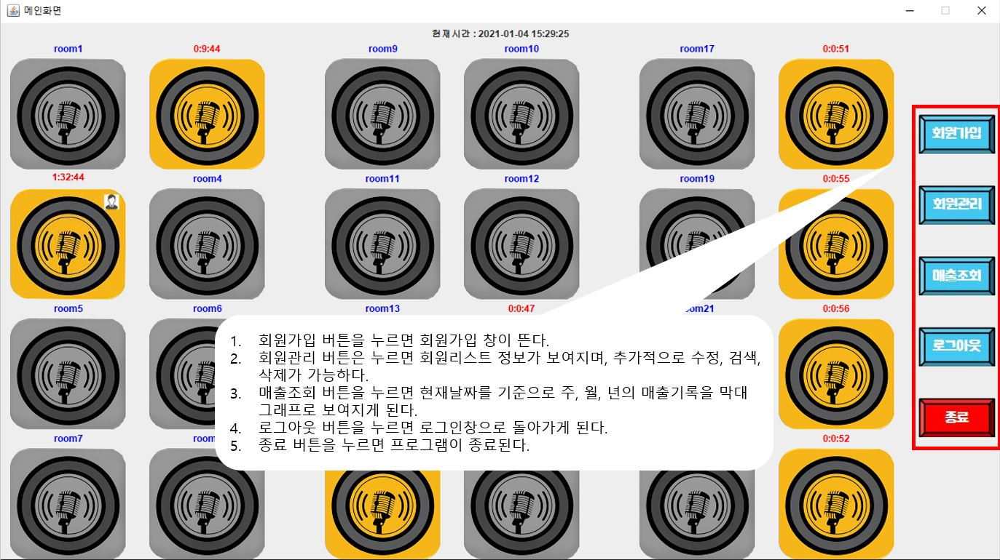 메인화면
현재시간 : 2021-01-04 15:29:25
room1
0:9:44
room9
room10
room17
0:0:51
회원가입
1:32:44
room4
room11
room12
room19
0:0:55
회원관리
매출조회
room5
room6
room13
0:0:47
room21
0:0:56
로그아웃
1. 회원가입 버튼을 누르면 회원가입 창이 뜬다.
2. 회원관리 버튼은 누르면 회원리스트 정보가 보여지며, 추가적으로 수정, 검색,
삭제가 가능하다.
3. 매출조회 버튼을 누르면 현재날짜를 기준으로 주, 월, 년의 매출기록을 막대
그래프로 보여지게 된다.
4. 로그아웃 버튼을 누르면 로그인창으로 돌아가게 된다.
5. 종료 버튼을 누르면 프로그램이 종료된다.
종료
room7
0:0:52